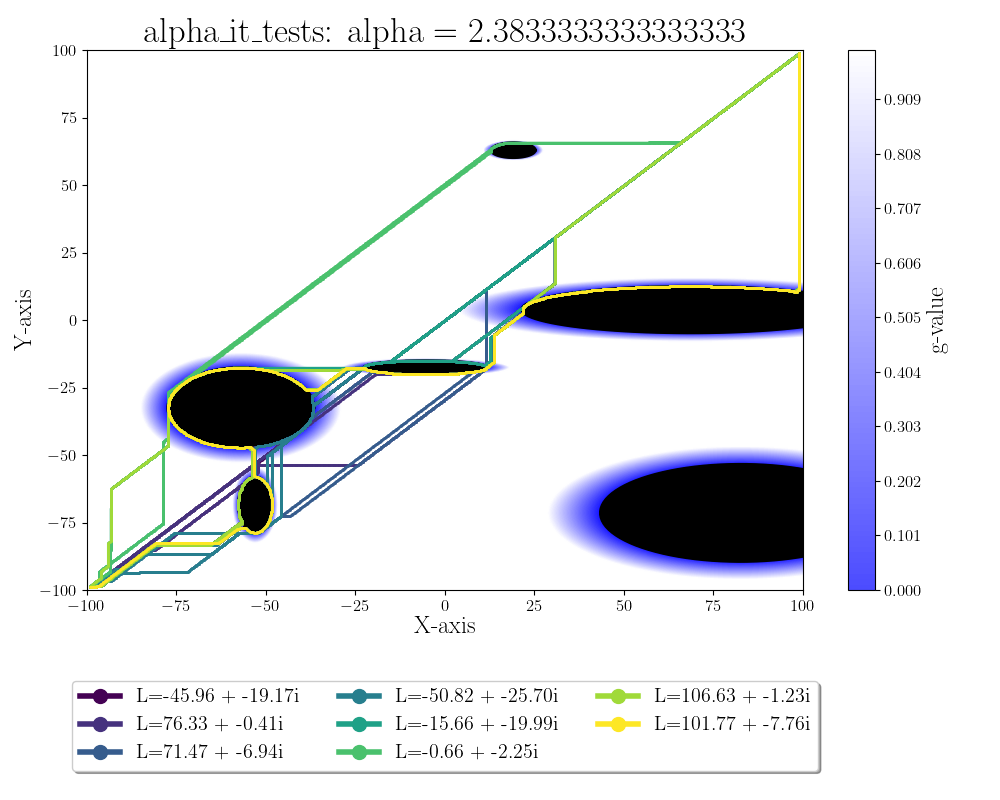 alpha_it_tests: alpha = 2.3833333333333333
100
75
50
25
0
−25
−50
−75
−100
Y-axis
−100 −75 −50 −25 0 25 50 75 100
X-axis
0.909
0.808
0.707
0.606
0.505
0.404
0.303
0.202
0.101
0.000
g-value
L=-45.96 + -19.17i L=-50.82 + -25.70i L=106.63 + -1.23i
L=76.33 + -0.41i L=-15.66 + -19.99i L=101.77 + -7.76i
L=71.47 + -6.94i L=-0.66 + -2.25i